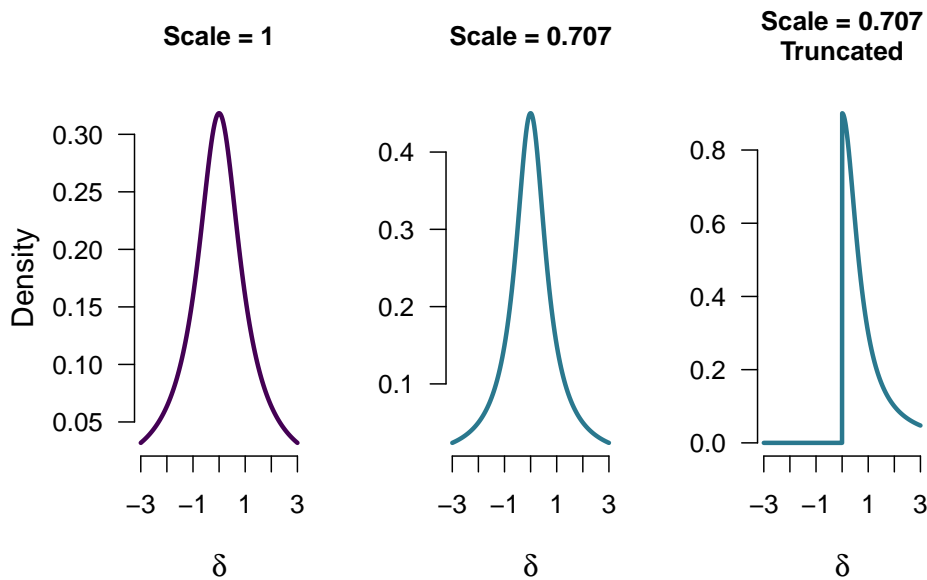 Scale = 1
Scale = 0.707
Scale = 0.707
Truncated
Density
0.30
0.25
0.20
0.15
0.10
0.05
−3 −1 1 3
δ
0.4
0.3
0.2
0.1
−3 −1 1 3
δ
0.8
0.6
0.4
0.2
0.0
−3 −1 1 3
δ